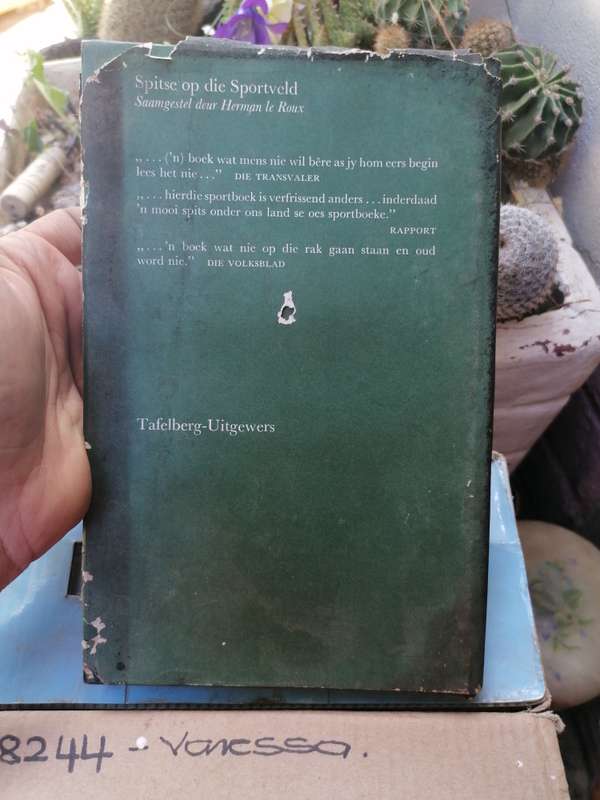 Spitse op die Sportveld
Saamgestel deur Herman le Roux
„ . . . ('n) boek wat mens nie wil bêre as jy hom eers begin
lees het nie . . ." DIE TRANSVALER
„ . . . hierdie sportboek is verfrissend anders . . . inderdaad
'n mooi spits onder ons land se oes sportboeke."
RAPPORT
„ . . . 'n boek wat nie op die rak gaan staan en oud
word nie." DIE VOLKSBLAD
Tafelberg-Uitgewers
8244 - Vanessa.